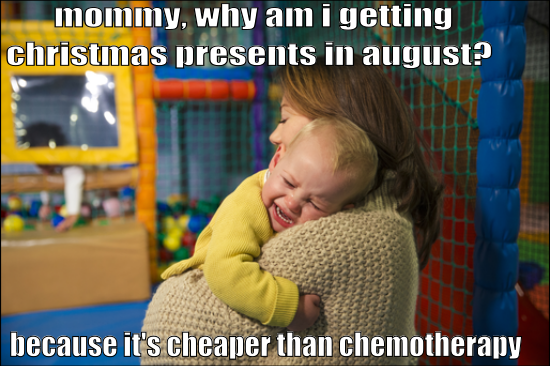 mommy, why am i getting
christmas presents in august?
because it's cheaper than chemotherapy